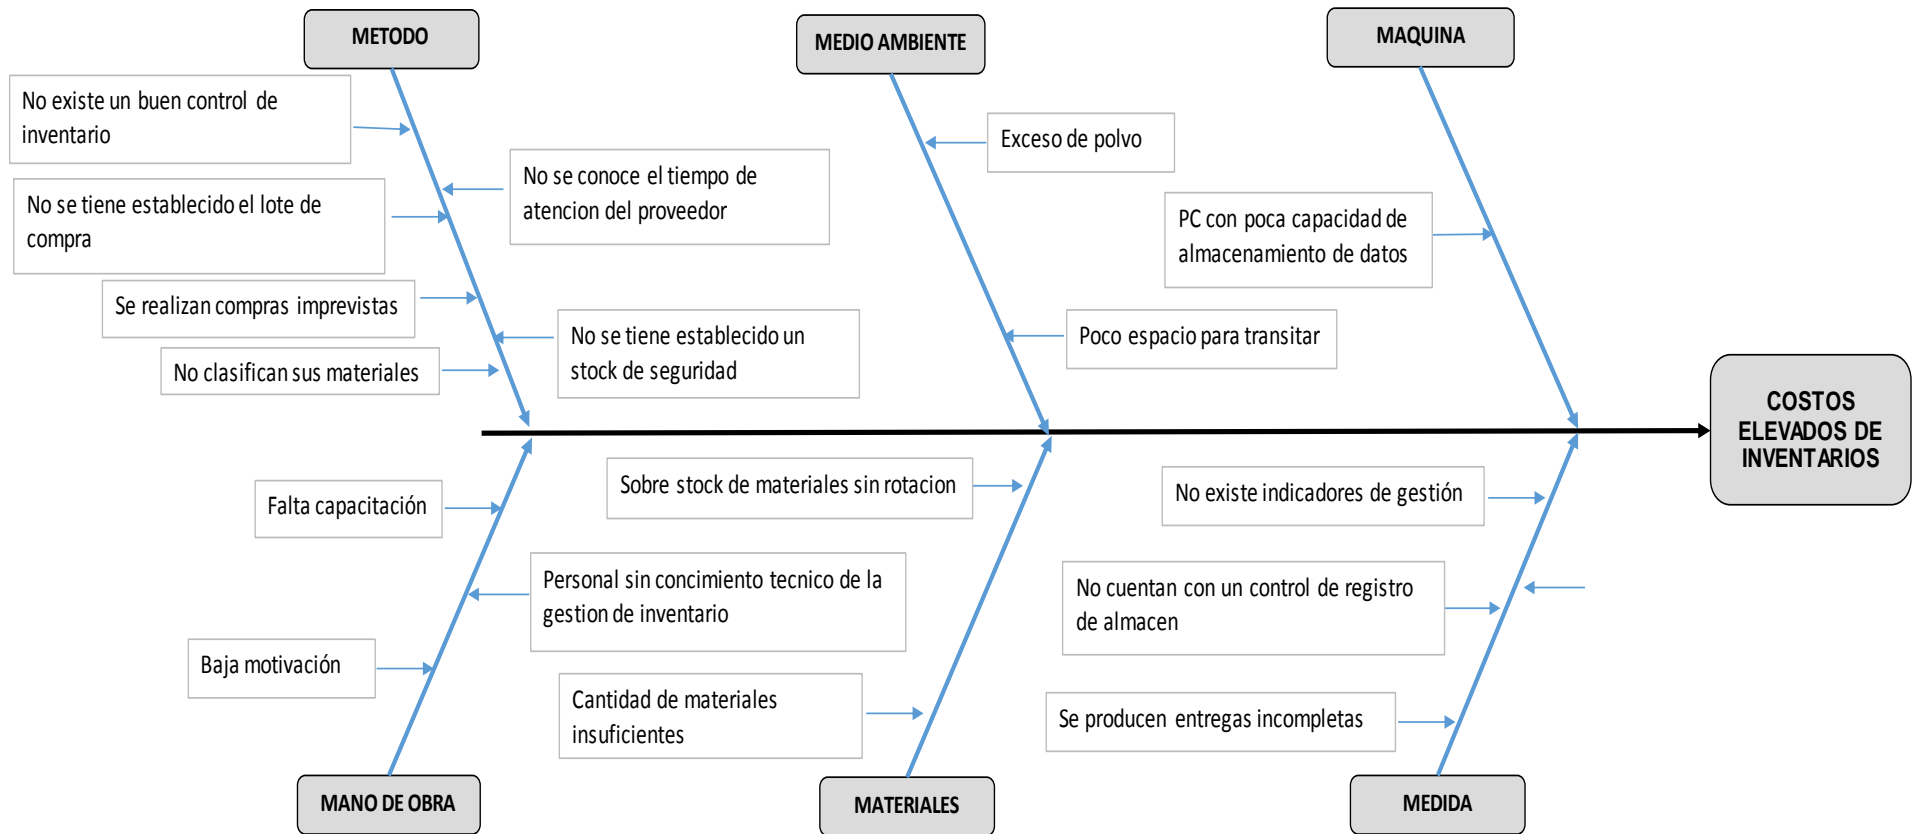 METODO
MEDIO AMBIENTE
MAQUINA
No existe un buen control de
inventario
No se conoce el tiempo de
atencion del proveedor
No se tiene establecido el lote de
compra
Se realizan compras imprevistas
No se tiene establecido un
stock de seguridad
No clasifican sus materiales
Exceso de polvo
Poco espacio para transitar
PC con poca capacidad de
almacenamiento de datos
COSTOS
ELEVADOS DE
INVENTARIOS
Falta capacitación
Personal sin concimiento tecnico de la
gestion de inventario
Baja motivación
Sobre stock de materiales sin rotacion
Cantidad de materiales
insuficientes
No existe indicadores de gestión
No cuentan con un control de registro
de almacen
Se producen entregas incompletas
MANO DE OBRA
MATERIALES
MEDIDA